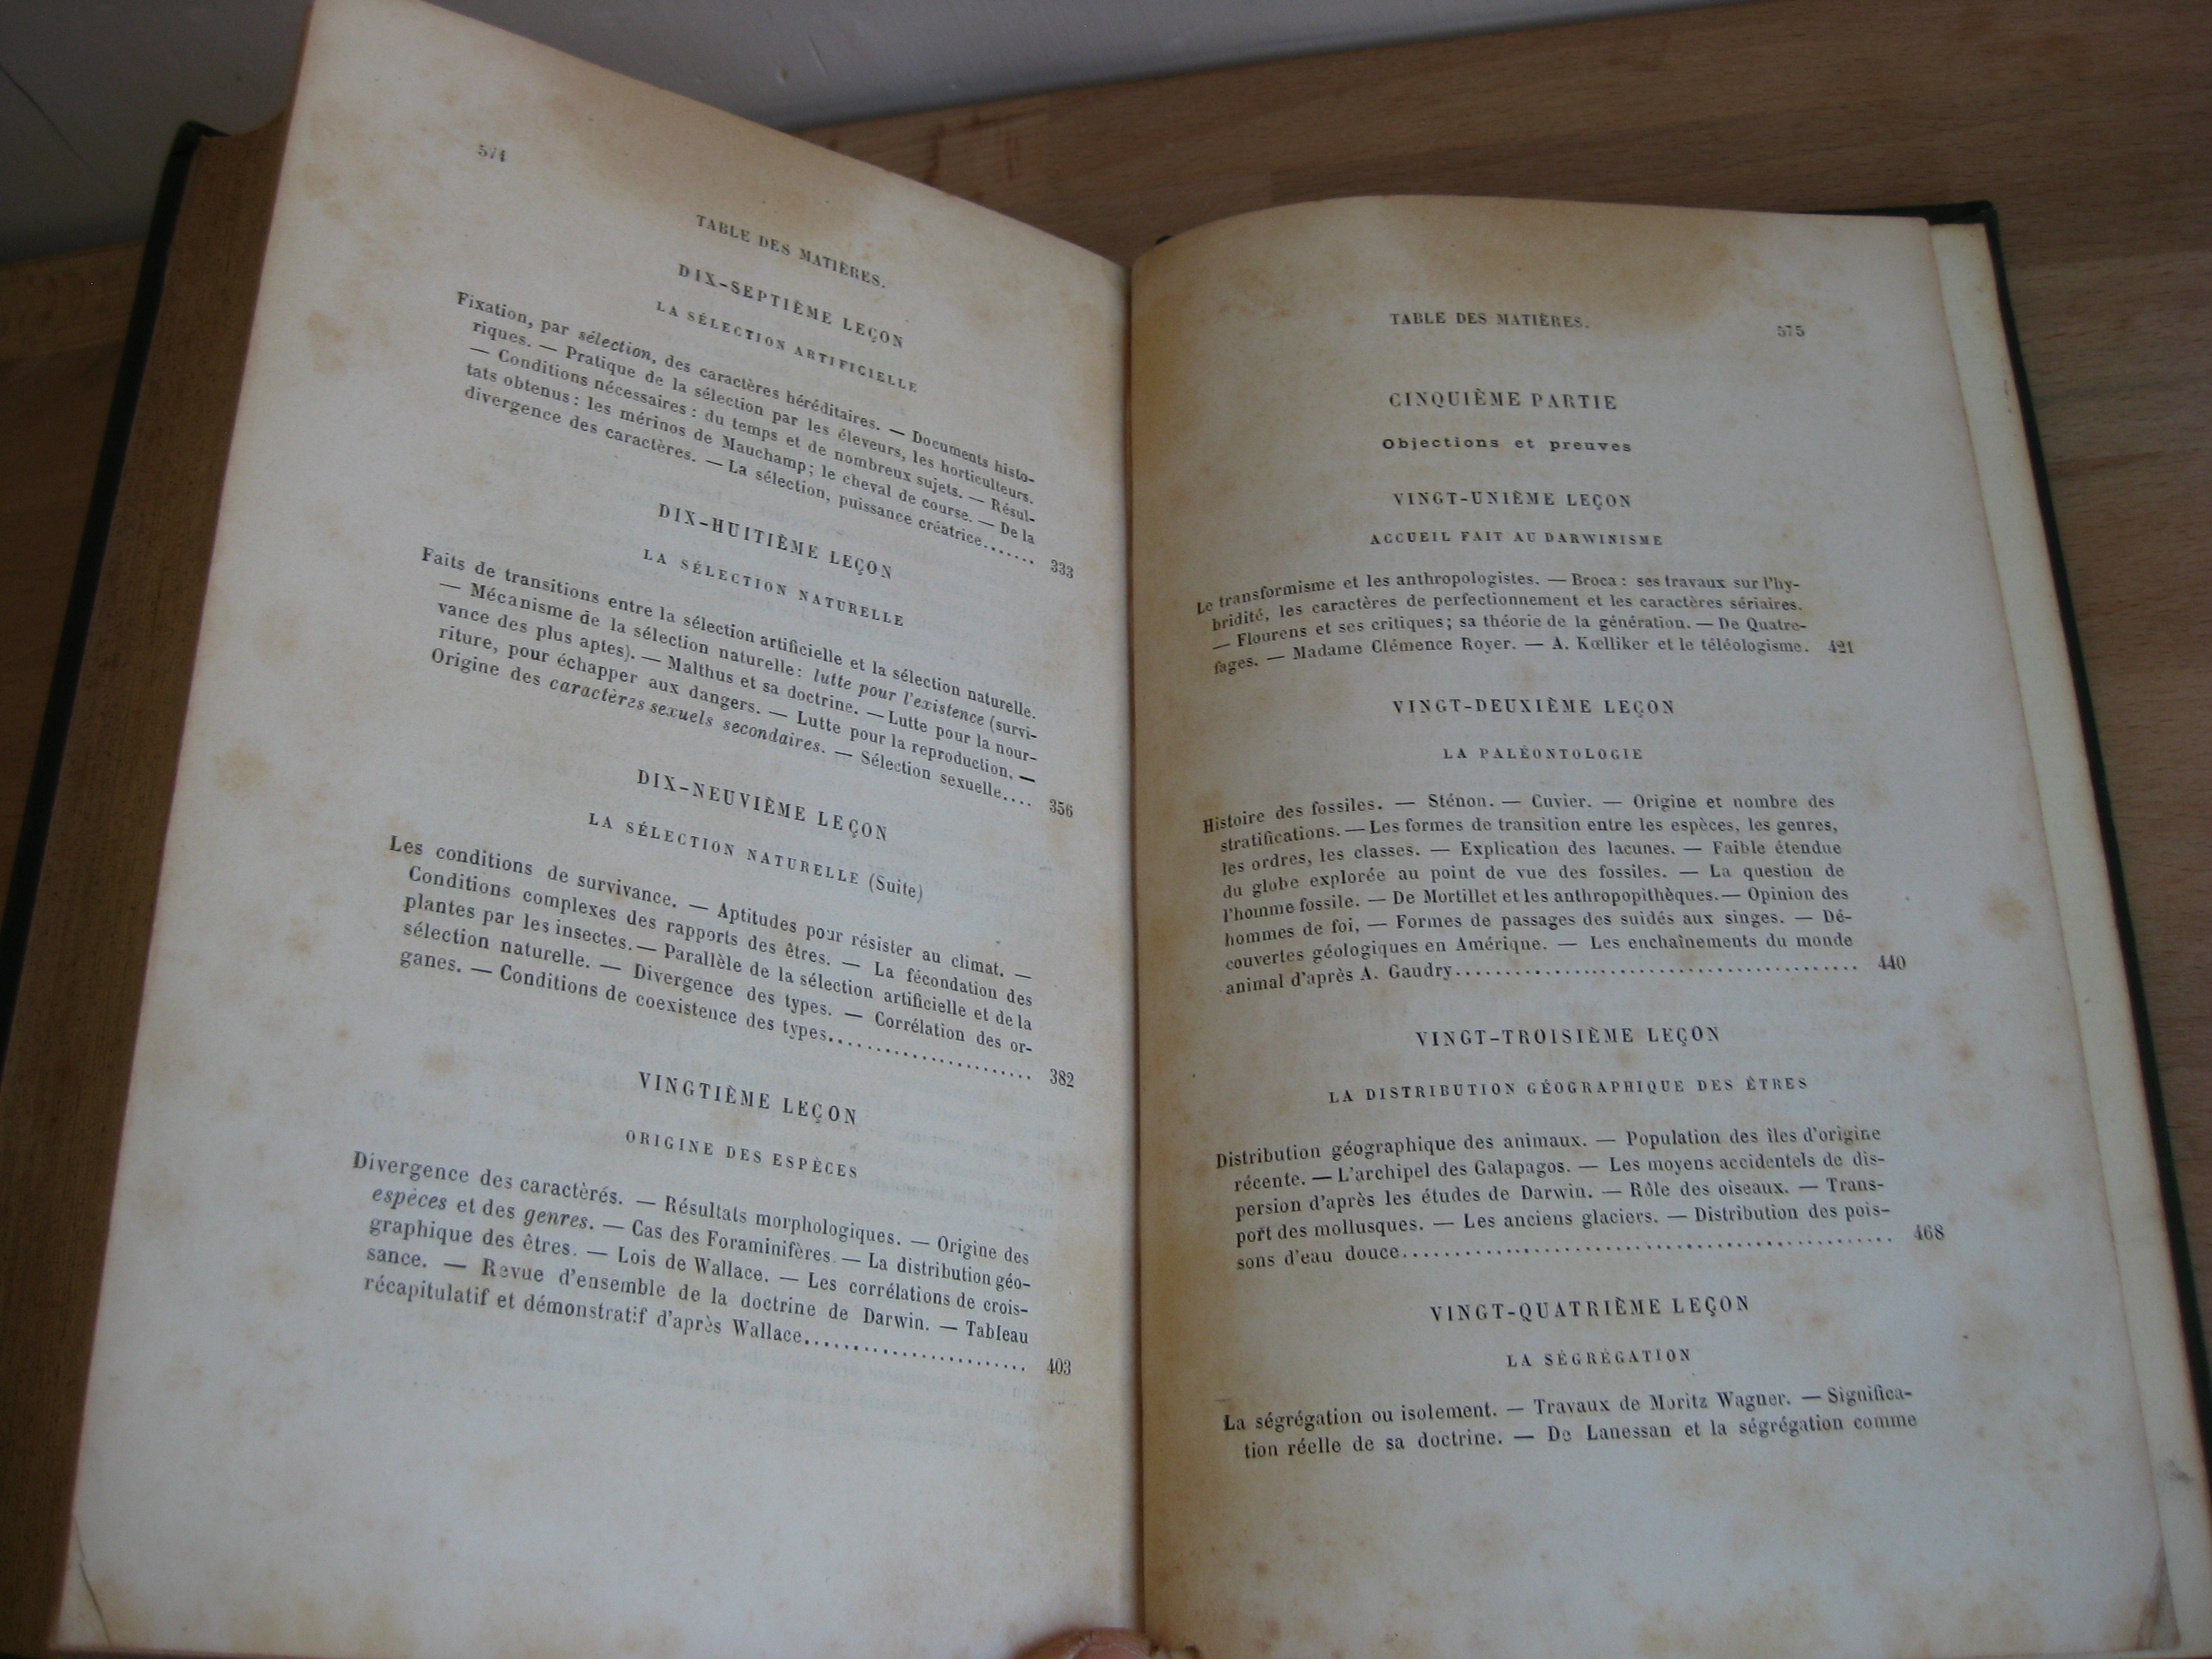 574
TABLE DES MATIÈRES.
DIX-SEPTIÈME LEÇON
LA SÉLECTION ARTIFICIELLE
Fixation, par sélection, des caractères héréditaires. — Documents histo-
riques. — Pratique de la sélection par les éleveurs, les horticulteurs.
— Conditions nécessaires : du temps et de nombreux sujets. — Résul-
tats obtenus : les mérinos de Mauchamp ; le cheval de course. — De la
divergence des caractères. — La sélection, puissance créatrice....... 333
DIX-HUITIÈME LEÇON
LA SÉLECTION NATURELLE
Faits de transitions entre la sélection artificielle et la sélection naturelle.
— Mécanisme de la sélection naturelle : lutte pour l'existence (survi-
vance des plus aptes). — Malthus et sa doctrine. — Lutte pour la nour-
riture, pour échapper aux dangers. — Lutte pour la reproduction. —
Origine des caractères sexuels secondaires. — Sélection sexuelle.... 356
DIX-NEUVIÈME LEÇON
LA SÉLECTION NATURELLE (Suite)
Les conditions de survivance. — Aptitudes pour résister au climat. —
Conditions complexes des rapports des êtres. — La fécondation des
plantes par les insectes. — Parallèle de la sélection artificielle et de la
sélection naturelle. — Divergence des types. — Corrélation des or-
ganes. — Conditions de coexistence des types...................... 382
VINGTIÈME LEÇON
ORIGINE DES ESPÈCES
Divergence des caractérés. — Résultats morphologiques. — Origine des
espèces et des genres. — Cas des Foraminifères. — La distribution géo-
graphique des êtres. — Lois de Wallace. — Les corrélations de crois-
sance. — Revue d'ensemble de la doctrine de Darwin. — Tableau
récapitulatif et démonstratif d'après Wallace........................ 403
TABLE DES MATIÈRES. 575
CINQUIÈME PARTIE
Objections et preuves
VINGT-UNIÈME LEÇON
ACCUEIL FAIT AU DARWINISME
Le transformisme et les anthropologistes. — Broca : ses travaux sur l'hy-
bridité, les caractères de perfectionnement et les caractères sériaires.
— Flourens et ses critiques ; sa théorie de la génération. — De Quatre-
fages. — Madame Clémence Royer. — A. Kœlliker et le téléologisme. 421
VINGT-DEUXIÈME LEÇON
LA PALÉONTOLOGIE
Histoire des fossiles. — Sténon. — Cuvier. — Origine et nombre des
stratifications. — Les formes de transition entre les espèces, les genres,
les ordres, les classes. — Explication des lacunes. — Faible étendue
du globe explorée au point de vue des fossiles. — La question de
l'homme fossile. — De Mortillet et les anthropopithèques. — Opinion des
hommes de foi, — Formes de passages des suidés aux singes. — Dé-
couvertes géologiques en Amérique. — Les enchaînements du monde
animal d'après A. Gaudry........................................ 440
VINGT-TROISIÈME LEÇON
LA DISTRIBUTION GÉOGRAPHIQUE DES ÊTRES
Distribution géographique des animaux. — Population des îles d'origine
récente. — L'archipel des Galapagos. — Les moyens accidentels de dis-
persion d'après les études de Darwin. — Rôle des oiseaux. — Trans-
port des mollusques. — Les anciens glaciers. — Distribution des pois-
sons d'eau douce................................................ 468
VINGT-QUATRIÈME LEÇON
LA SÉGRÉGATION
La ségrégation ou isolement. — Travaux de Moritz Wagner. — Significa-
tion réelle de sa doctrine. — De Lanessan et la ségrégation comme